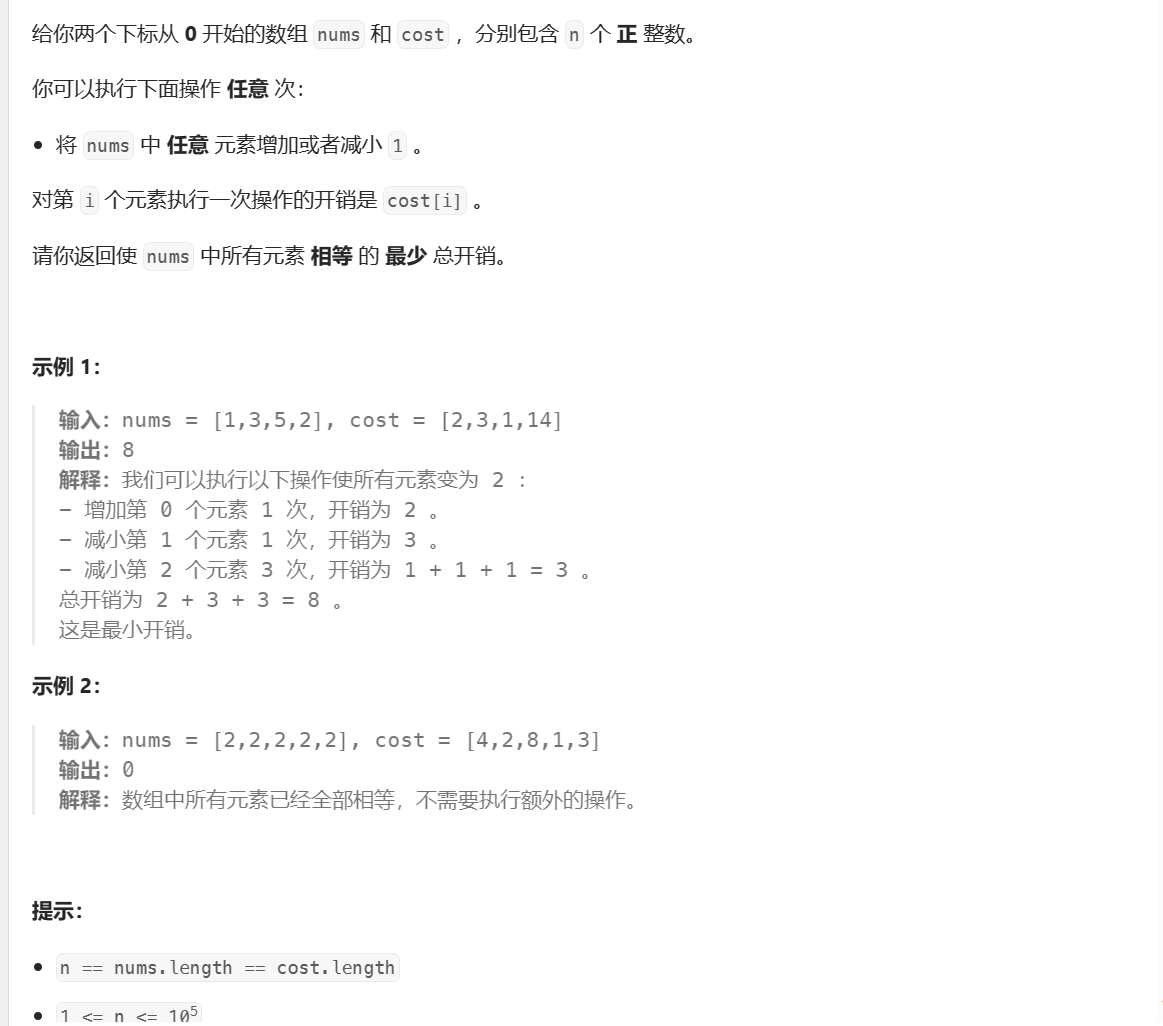 给你两个下标从 0 开始的数组 nums 和 cost ，分别包含 n 个 正 整数。
你可以执行下面操作 任意 次：
• 将 nums 中 任意 元素增加或者减小 1 。
对第 i 个元素执行一次操作的开销是 cost[i] 。
请你返回使 nums 中所有元素 相等 的 最少 总开销。
示例 1：
输入：nums = [1,3,5,2], cost = [2,3,1,14]
输出：8
解释：我们可以执行以下操作使所有元素变为 2 ：
- 增加第 0 个元素 1 次，开销为 2 。
- 减小第 1 个元素 1 次，开销为 3 。
- 减小第 2 个元素 3 次，开销为 1 + 1 + 1 = 3 。
总开销为 2 + 3 + 3 = 8 。
这是最小开销。
示例 2：
输入：nums = [2,2,2,2,2], cost = [4,2,8,1,3]
输出：0
解释：数组中所有元素已经全部相等，不需要执行额外的操作。
提示：
• n == nums.length == cost.length
• 1 <= n <= 10⁵